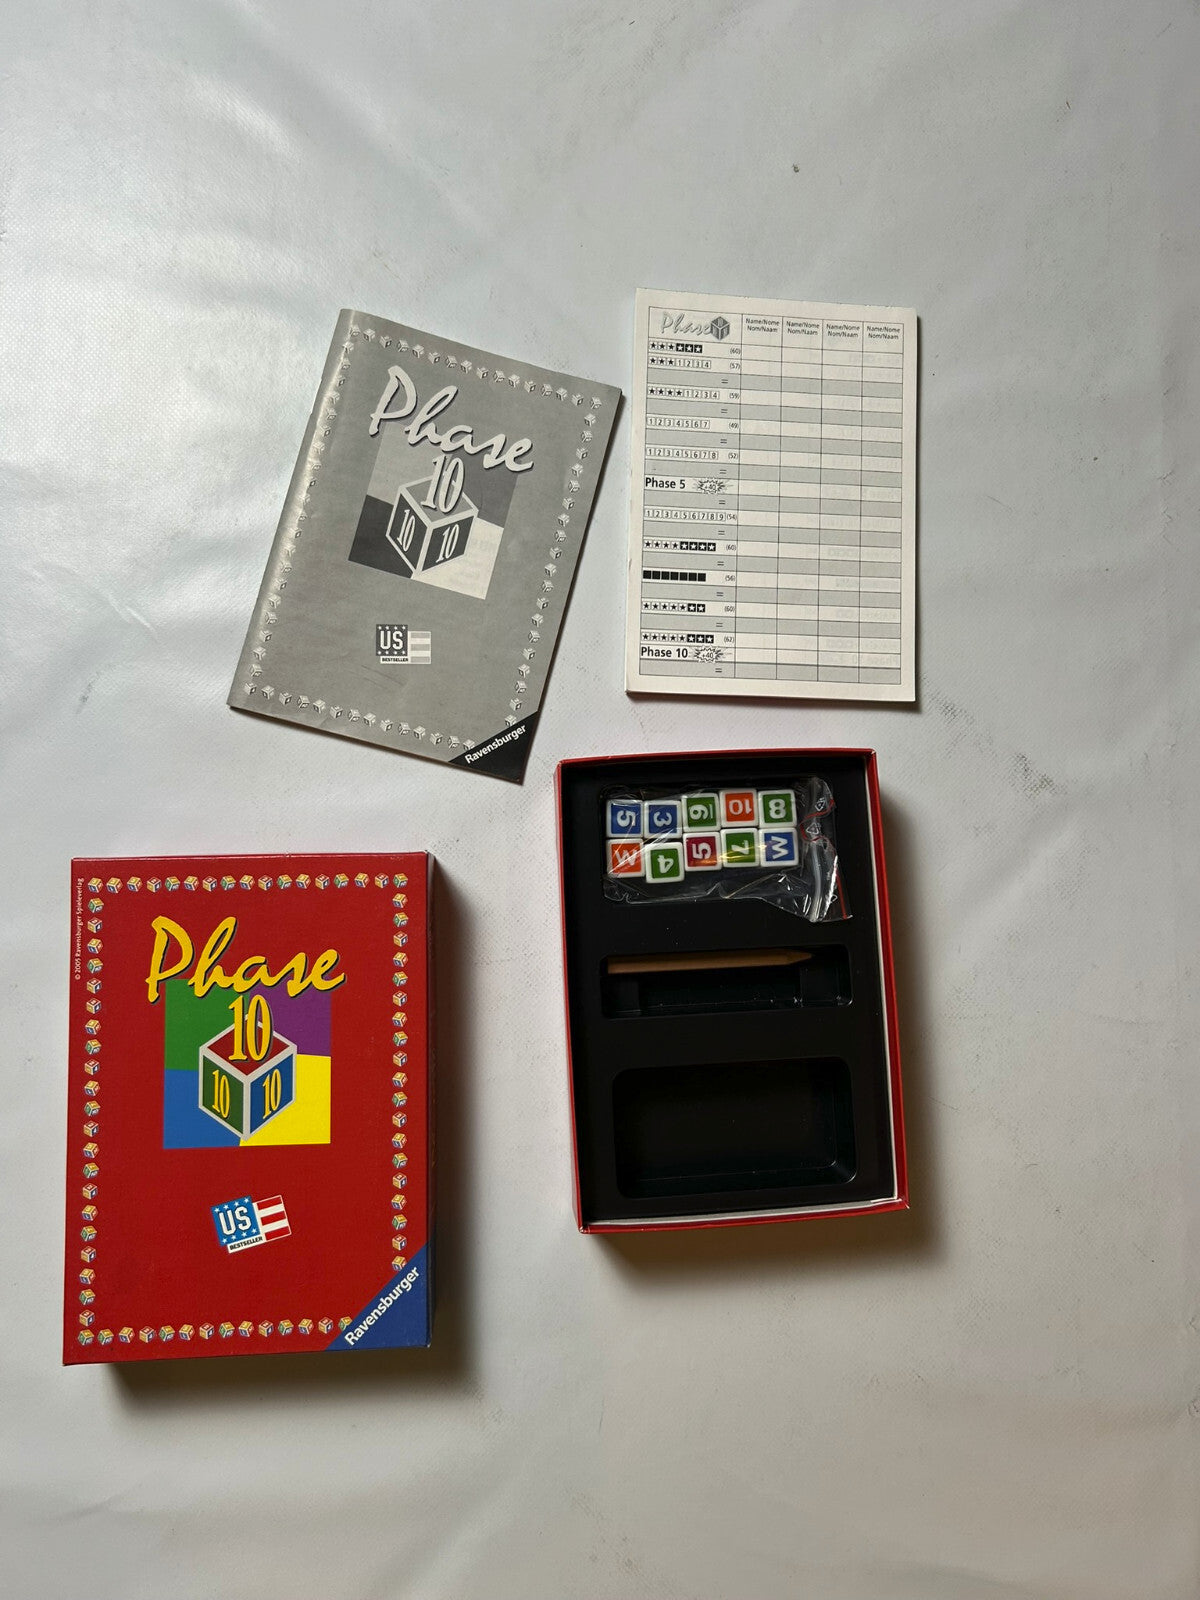 Phase
10
10
10
US
BESTSELLER
Ravensburger
Phase
Name/Nome
Nom/Naam
Name/Nome
Nom/Naam
Name/Nome
Nom/Naam
Name/Nome
Nom/Naam
(60)
1 2 3 4 (57)
=
1 2 3 4 (59)
=
1 2 3 4 5 6 7 (49)
=
1 2 3 4 5 6 7 8 (52)
=
Phase 5 +40
=
1 2 3 4 5 6 7 8 9 (54)
=
(60)
=
(56)
=
(60)
=
(62)
Phase 10 +40
=
5 3 6 10 8
W 4 5 7 W
© 2005 Ravensburger Spieleverlag
Phase
10
10
10
US
BESTSELLER
Ravensburger